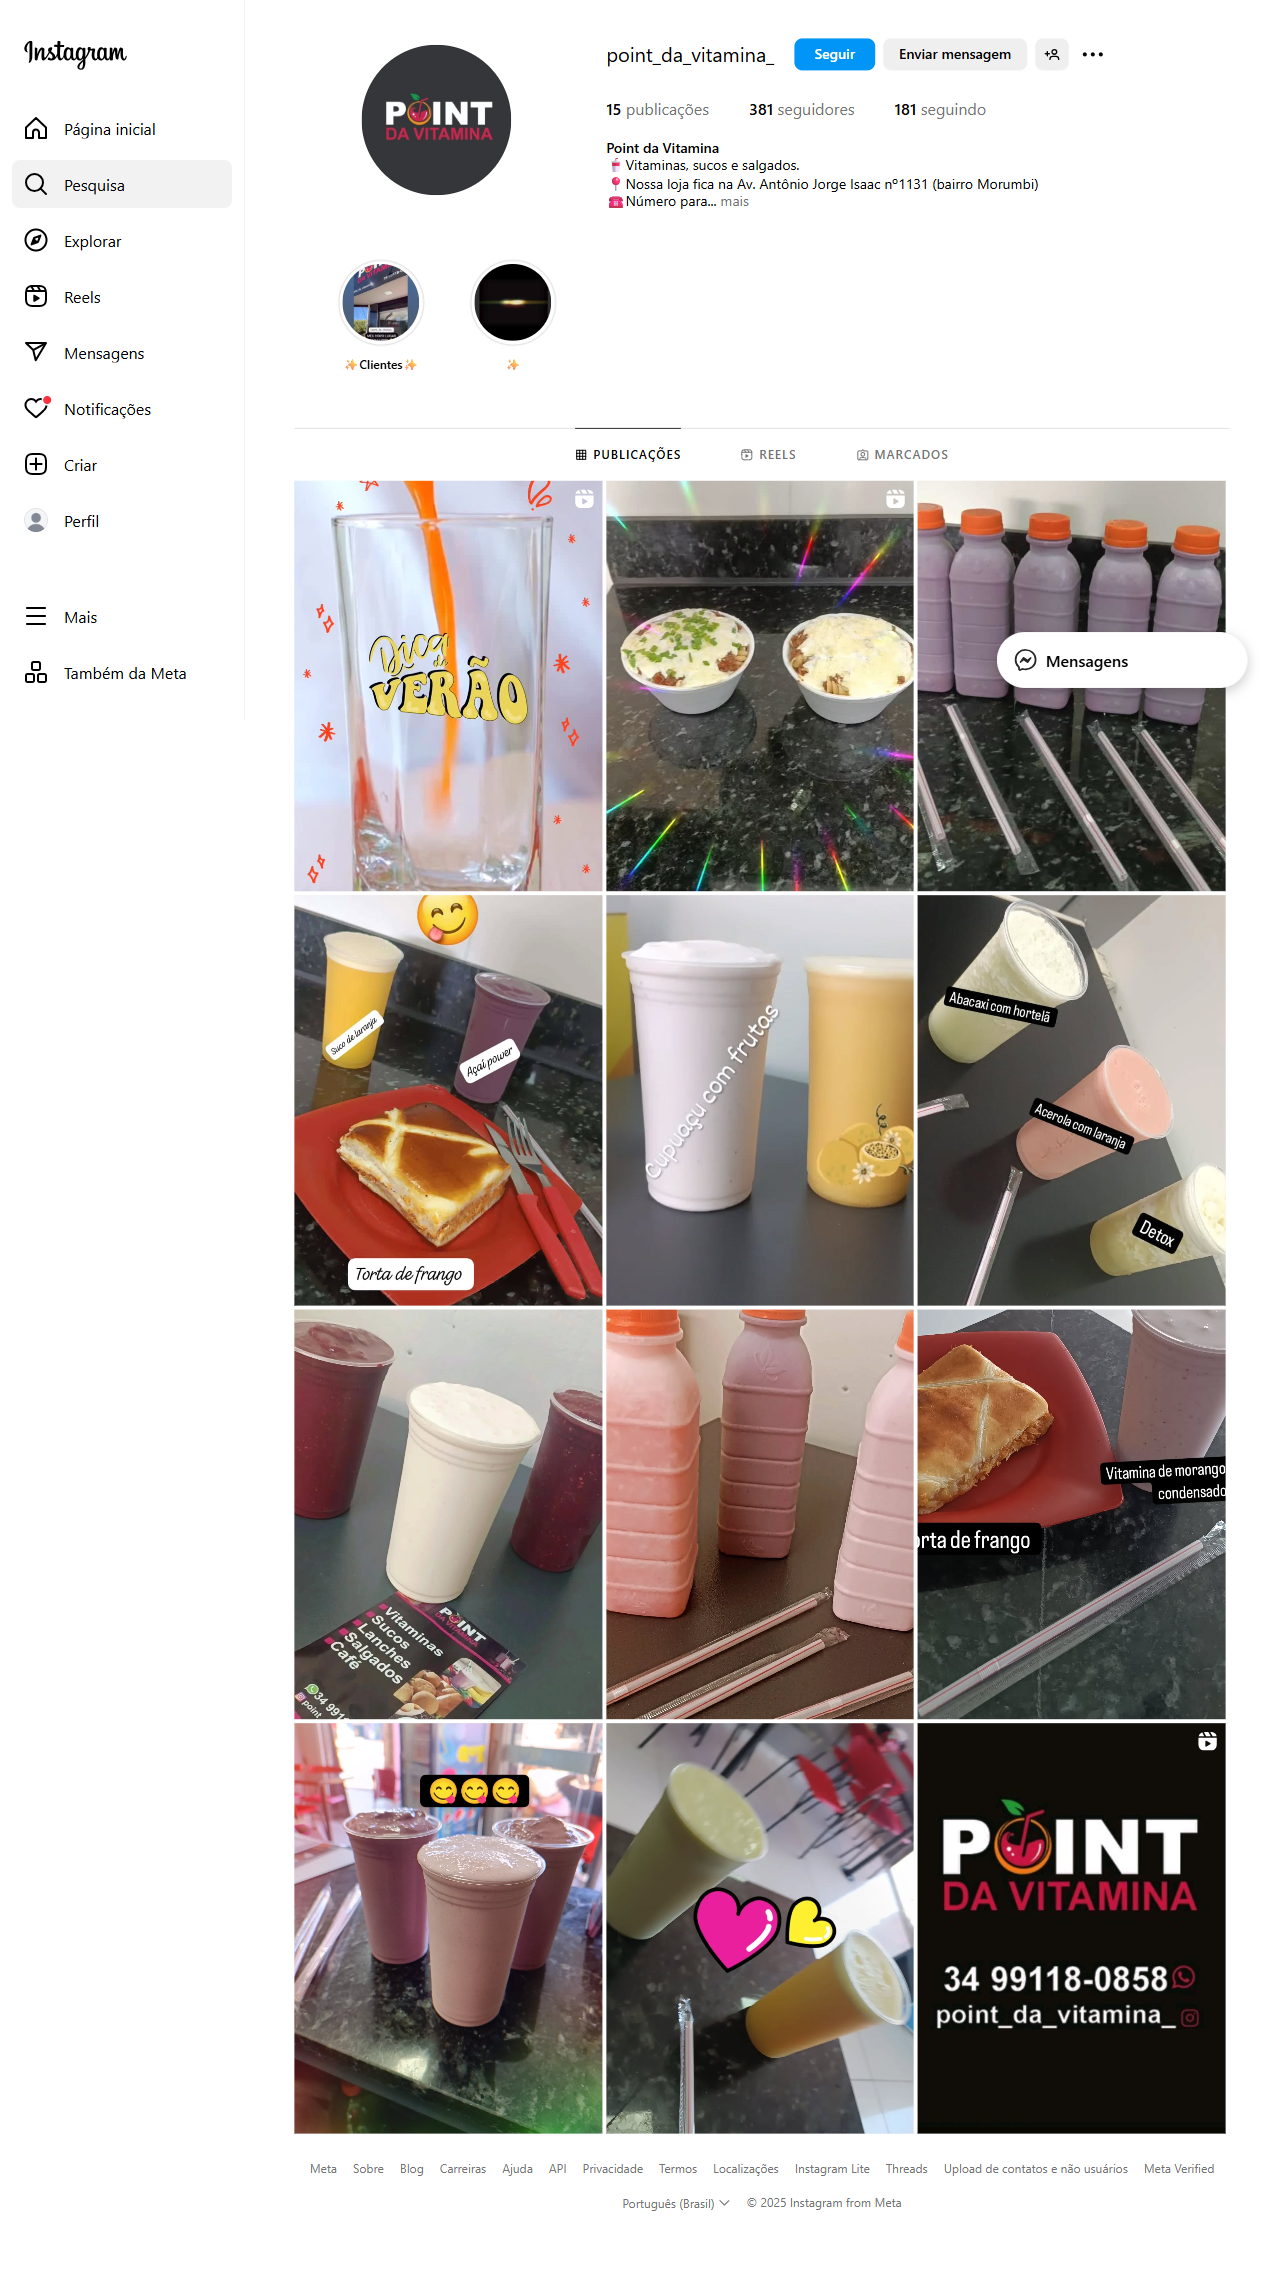 Instagram
Página inicial
Pesquisa
Explorar
Reels
Mensagens
Notificações
Criar
Perfil
Mais
Também da Meta
POINT
DA VITAMINA
point_da_vitamina_
Seguir
Enviar mensagem
15 publicações
381 seguidores
181 seguindo
Point da Vitamina
🥤Vitaminas, sucos e salgados.
📍Nossa loja fica na Av. Antônio Jorge Isaac nº1131 (bairro Morumbi)
☎️Número para... mais
✨Clientes✨
✨
PUBLICAÇÕES
REELS
MARCADOS
Dica
de
VERÃO
Mensagens
Suco de laranja
Açaí power
Torta de frango
Cupuaçu com frutas
Abacaxi com hortelã
Acerola com laranja
Detox
POINT
DA VITAMINA
Vitaminas
Sucos
Lanches
Salgados
Café
34 991
point
Vitamina de morango
condensado
orta de frango
😋😋😋
POINT
DA VITAMINA
34 99118-0858
point_da_vitamina_
Meta
Sobre
Blog
Carreiras
Ajuda
API
Privacidade
Termos
Localizações
Instagram Lite
Threads
Upload de contatos e não usuários
Meta Verified
Português (Brasil)
© 2025 Instagram from Meta